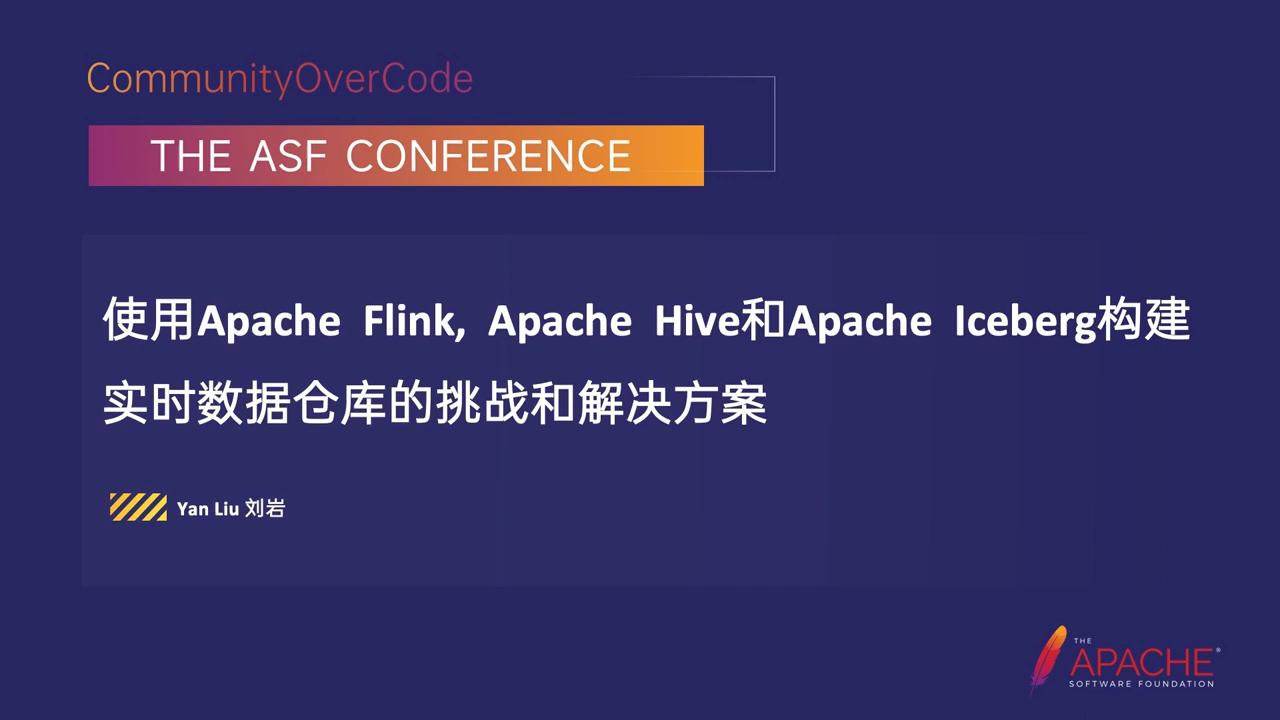 CommunityOverCode
THE ASF CONFERENCE
使用Apache Flink, Apache Hive和Apache Iceberg构建
实时数据仓库的挑战和解决方案
Yan Liu 刘岩
THE
APACHE®
SOFTWARE FOUNDATION